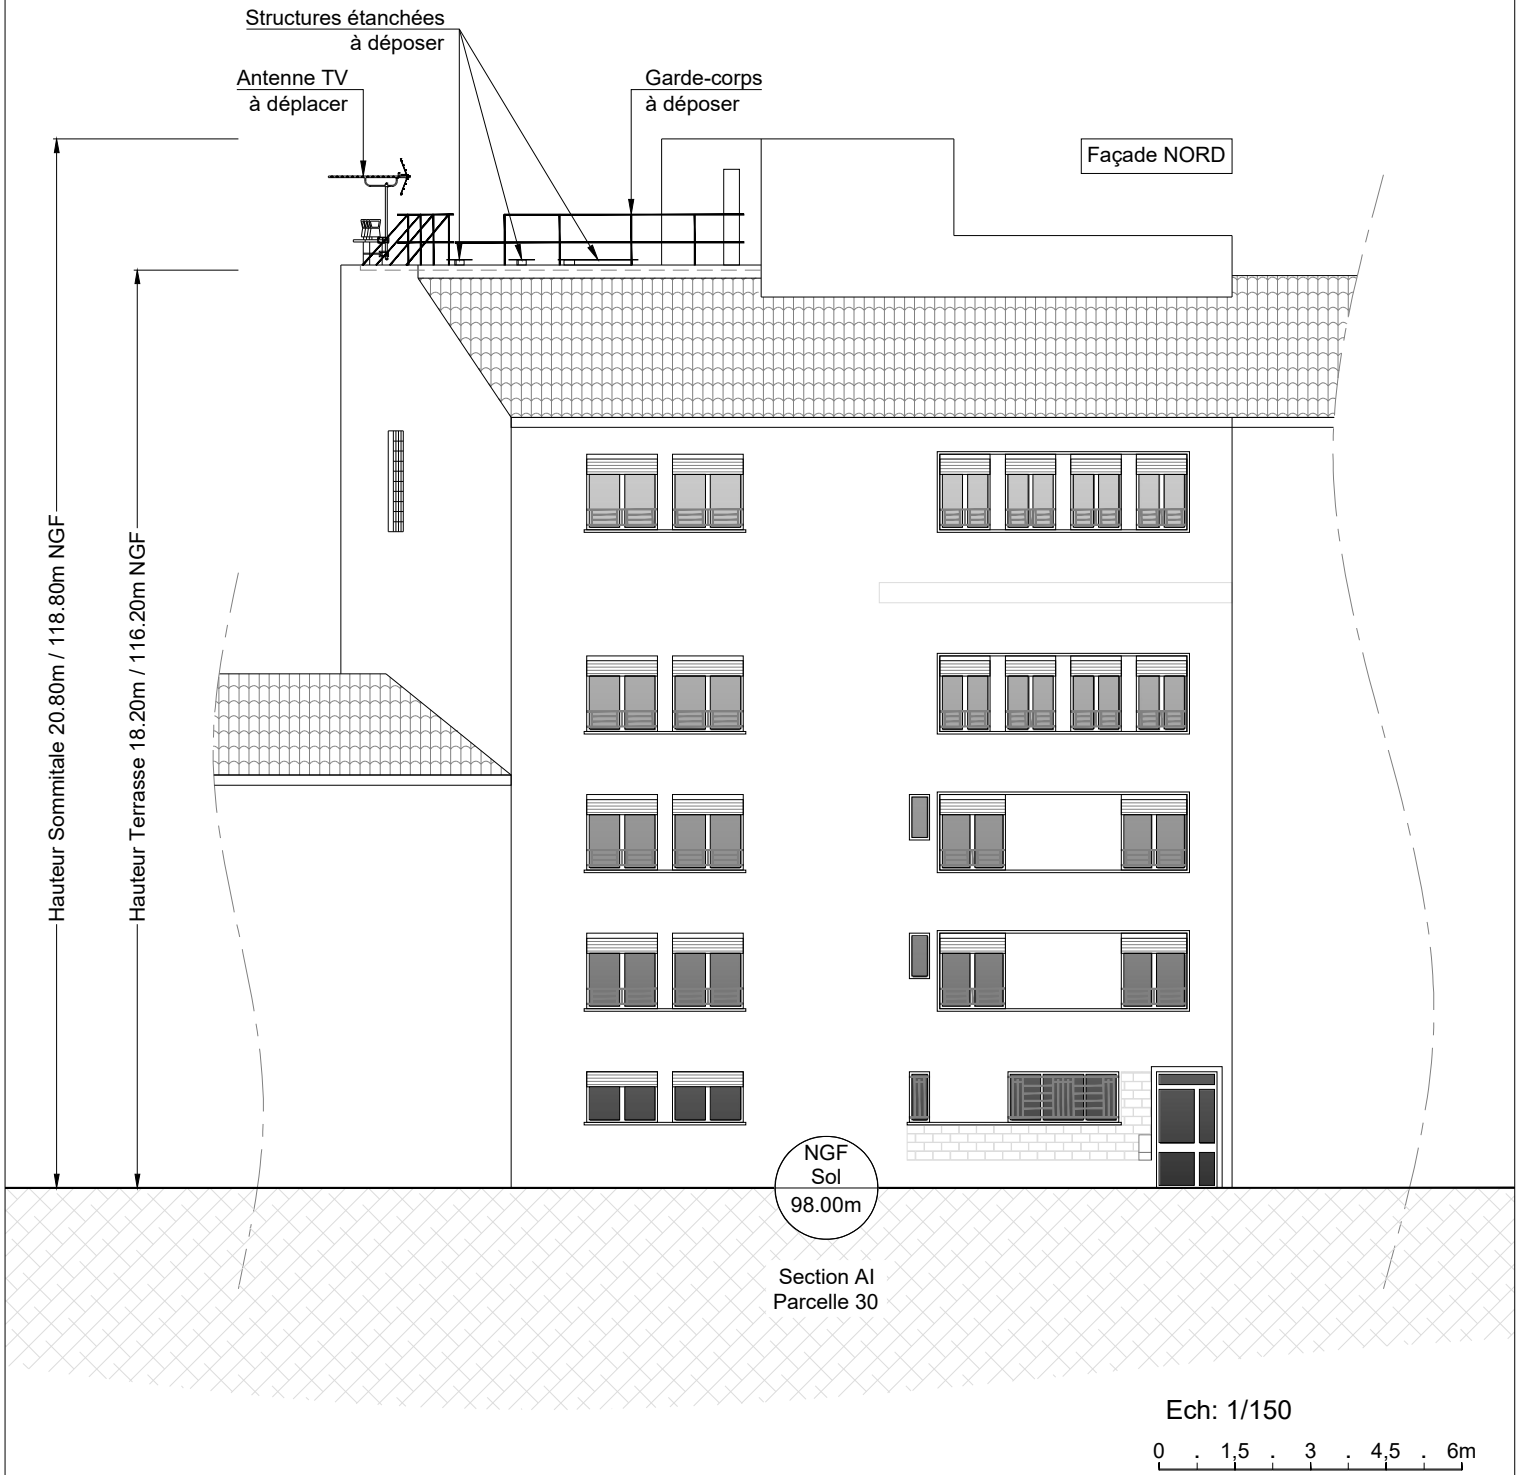 Structures étanchées
à déposer
Antenne TV
à déplacer
Garde-corps
à déposer
Façade NORD
Hauteur Sommitale 20.80m / 118.80m NGF
Hauteur Terrasse 18.20m / 116.20m NGF
NGF
Sol
98.00m
Section AI
Parcelle 30
Ech: 1/150
0 . 1,5 . 3 . 4,5 . 6m